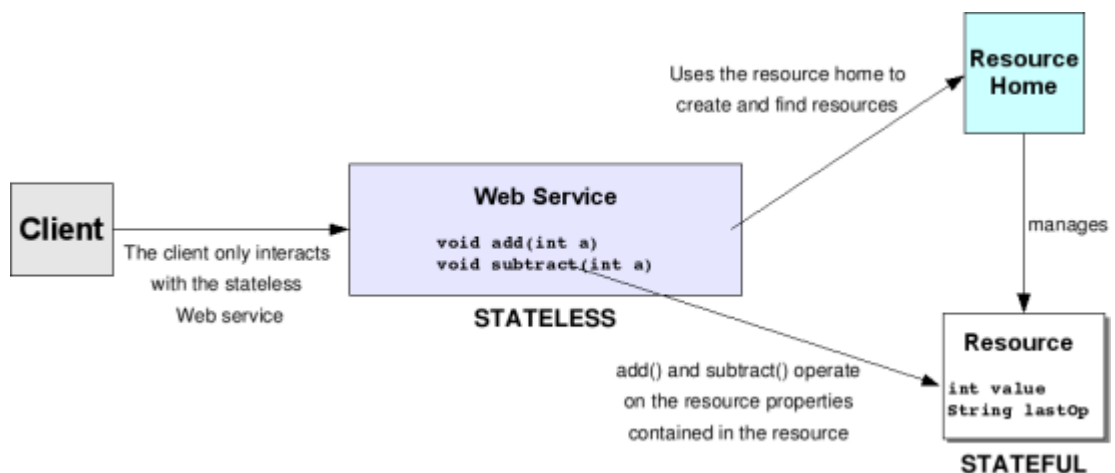 Resource
Home
Uses the resource home to
create and find resources
Client
The client only interacts
with the stateless
Web service
Web Service
void add(int a)
void subtract(int a)
STATELESS
manages
add() and subtract() operate
on the resource properties
contained in the resource
Resource
int value
String lastOp
STATEFUL